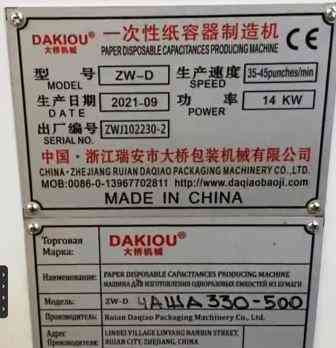 DAKIOU™ 一次性纸容器制造机 CE
大桥机械 PAPER DISPOSABLE CAPACITANCES PRODUCING MACHINE
型号 MODEL ZW-D 生产速度 SPEED 35-45punches/min
生产日期 DATE 2021-09 功率 POWER 14 KW
出厂编号 SERIAL NO. ZWJ102230-2
中国·浙江瑞安市大桥包装机械有限公司
CHINA·ZHEJIANG RUIAN DAQIAO PACKAGING MACHINERY CO., LTD.
MOB:0086-0-13967702811 http://www.daqiaobaoji.com
MADE IN CHINA
Торговая Марка: DAKIOU™ 大桥机械
Наименование: PAPER DISPOSABLE CAPACITANCES PRODUCING MACHINE
МАШИНА ДЛЯ ИЗГОТОВЛЕНИЯ ОДНОРАЗОВЫХ ЕМКОСТЕЙ ИЗ БУМАГИ
Модель: ZW-D ЧАША 330-500
Производитель: Ruian Daqiao Packaging Machinery Co., Ltd.
Адрес LINBEI VILLAGE LINYANG NANBIN STREET,
RUIAN CITY, ZHEJIANG, CHINA